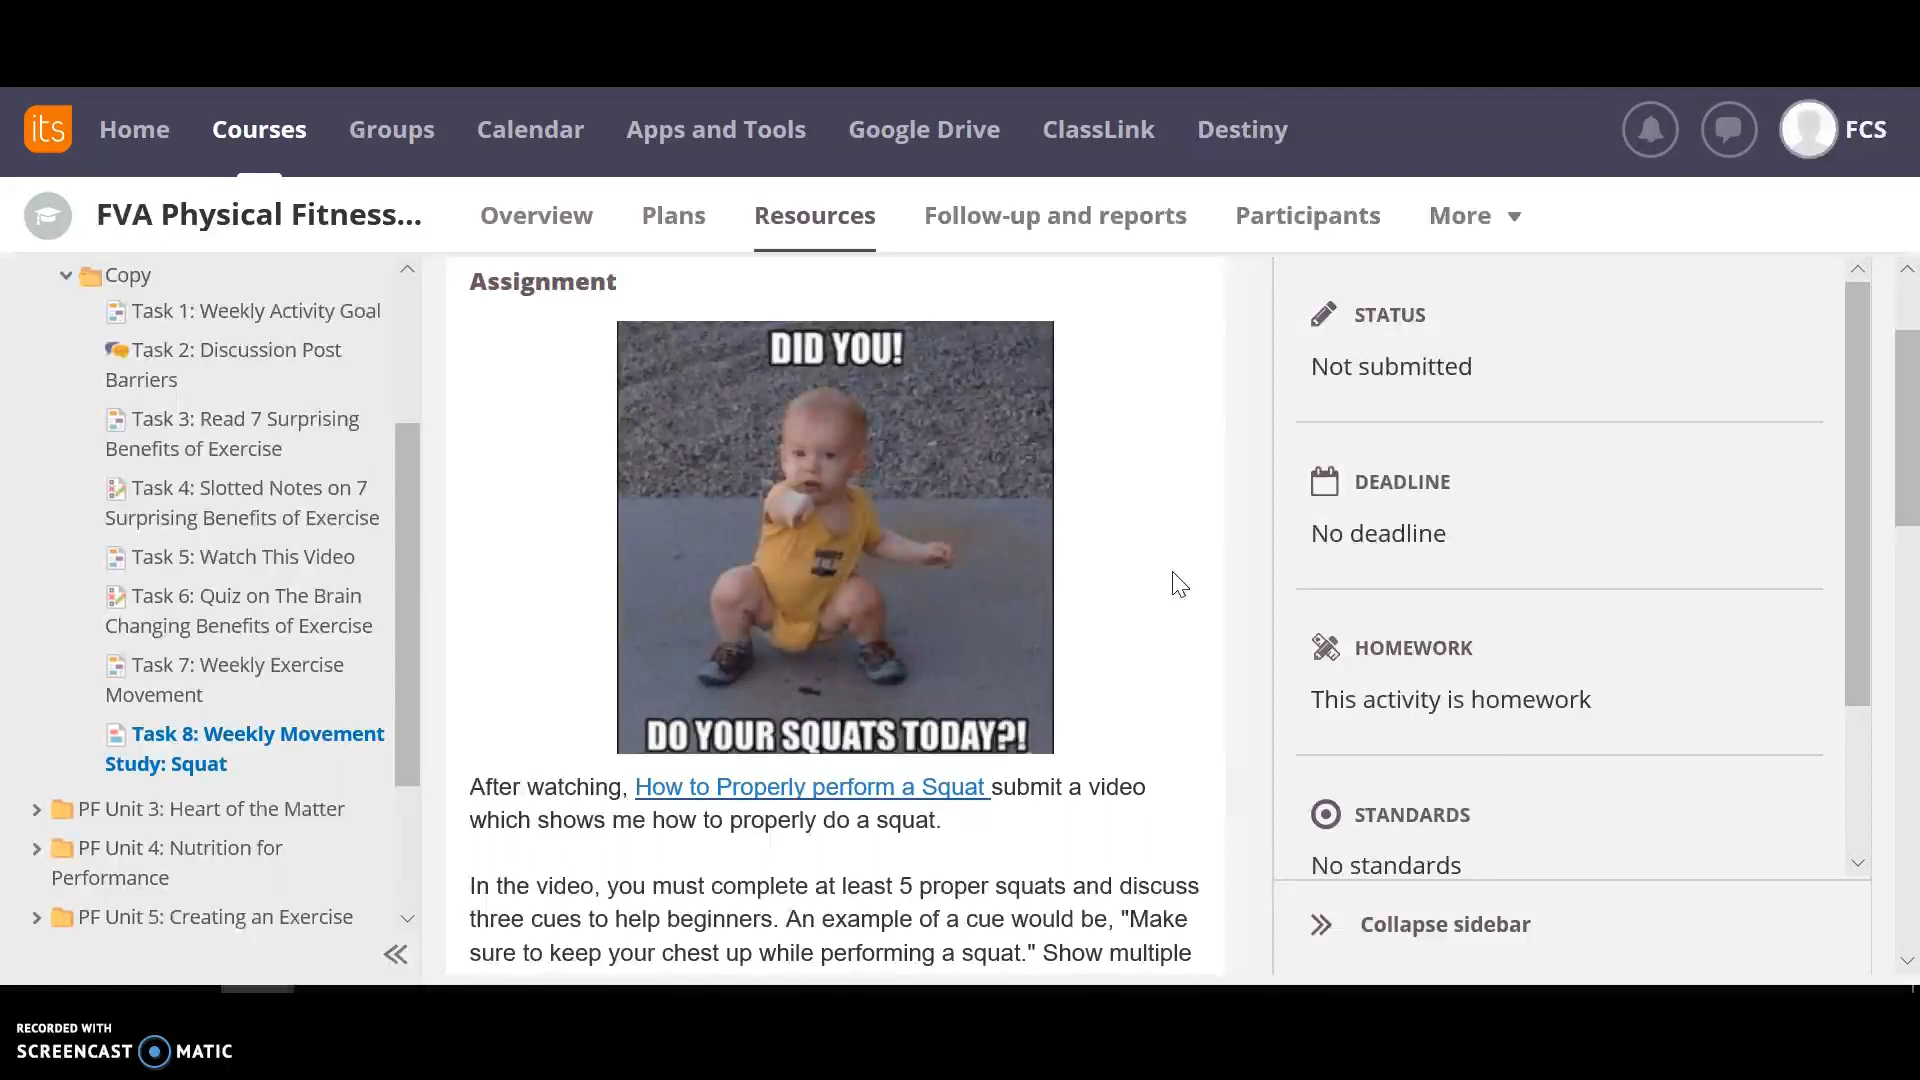 its Home Courses Groups Calendar Apps and Tools Google Drive ClassLink Destiny FCS
FVA Physical Fitness... Overview Plans Resources Follow-up and reports Participants More
Copy
Task 1: Weekly Activity Goal
Task 2: Discussion Post
Barriers
Task 3: Read 7 Surprising
Benefits of Exercise
Task 4: Slotted Notes on 7
Surprising Benefits of Exercise
Task 5: Watch This Video
Task 6: Quiz on The Brain
Changing Benefits of Exercise
Task 7: Weekly Exercise
Movement
Task 8: Weekly Movement
Study: Squat
PF Unit 3: Heart of the Matter
PF Unit 4: Nutrition for
Performance
PF Unit 5: Creating an Exercise
Assignment
DID YOU!
DO YOUR SQUATS TODAY?!
After watching, How to Properly perform a Squat submit a video
which shows me how to properly do a squat.
In the video, you must complete at least 5 proper squats and discuss
three cues to help beginners. An example of a cue would be, "Make
sure to keep your chest up while performing a squat." Show multiple
STATUS
Not submitted
DEADLINE
No deadline
HOMEWORK
This activity is homework
STANDARDS
No standards
Collapse sidebar
RECORDED WITH
SCREENCAST MATIC